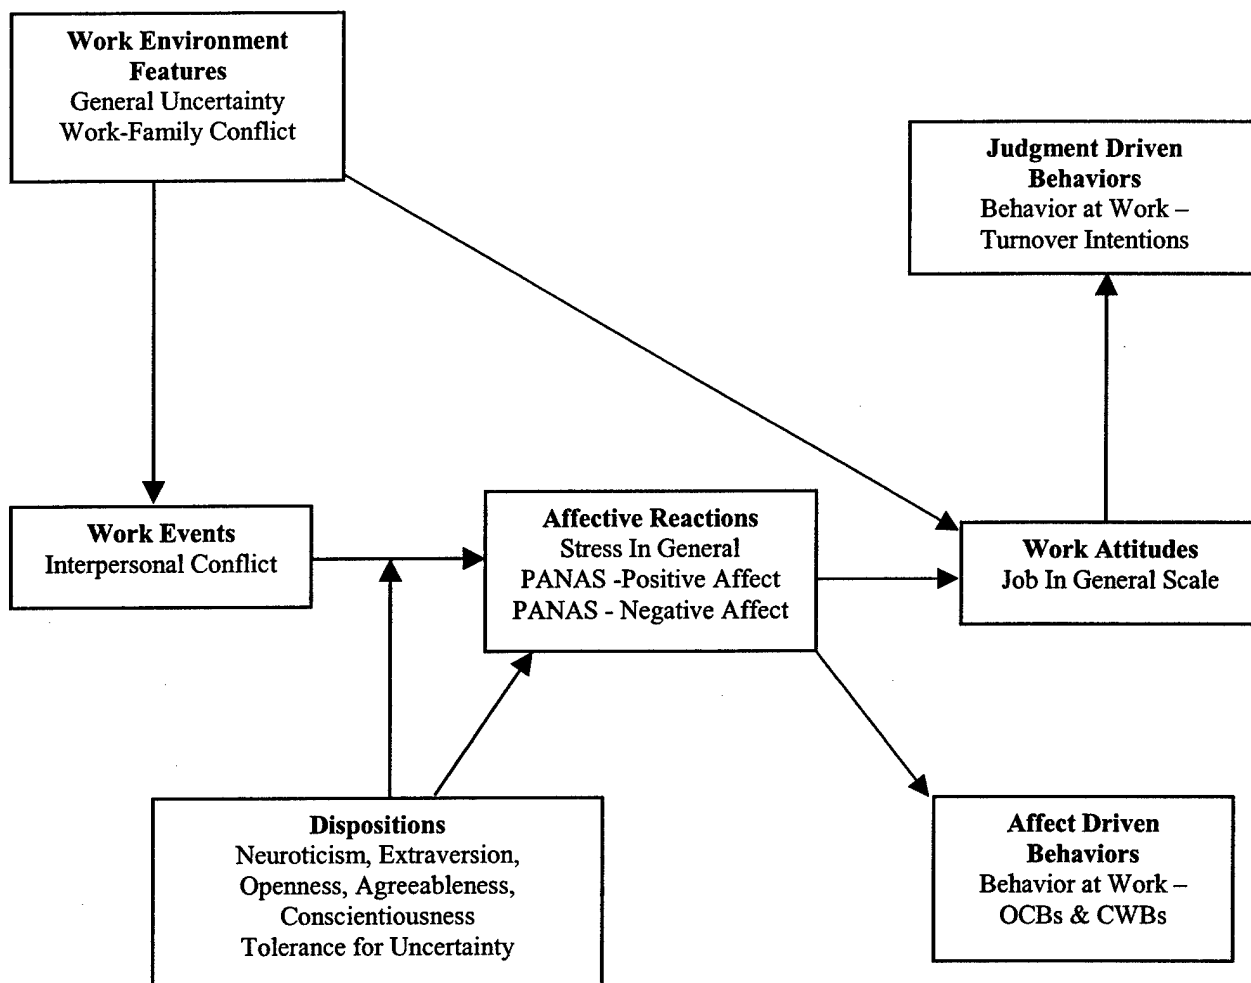 Work Environment
Features
General Uncertainty
Work-Family Conflict
Judgment Driven
Behaviors
Behavior at Work –
Turnover Intentions
Work Events
Interpersonal Conflict
Affective Reactions
Stress In General
PANAS -Positive Affect
PANAS - Negative Affect
Work Attitudes
Job In General Scale
Dispositions
Neuroticism, Extraversion,
Openness, Agreeableness,
Conscientiousness
Tolerance for Uncertainty
Affect Driven
Behaviors
Behavior at Work –
OCBs & CWBs